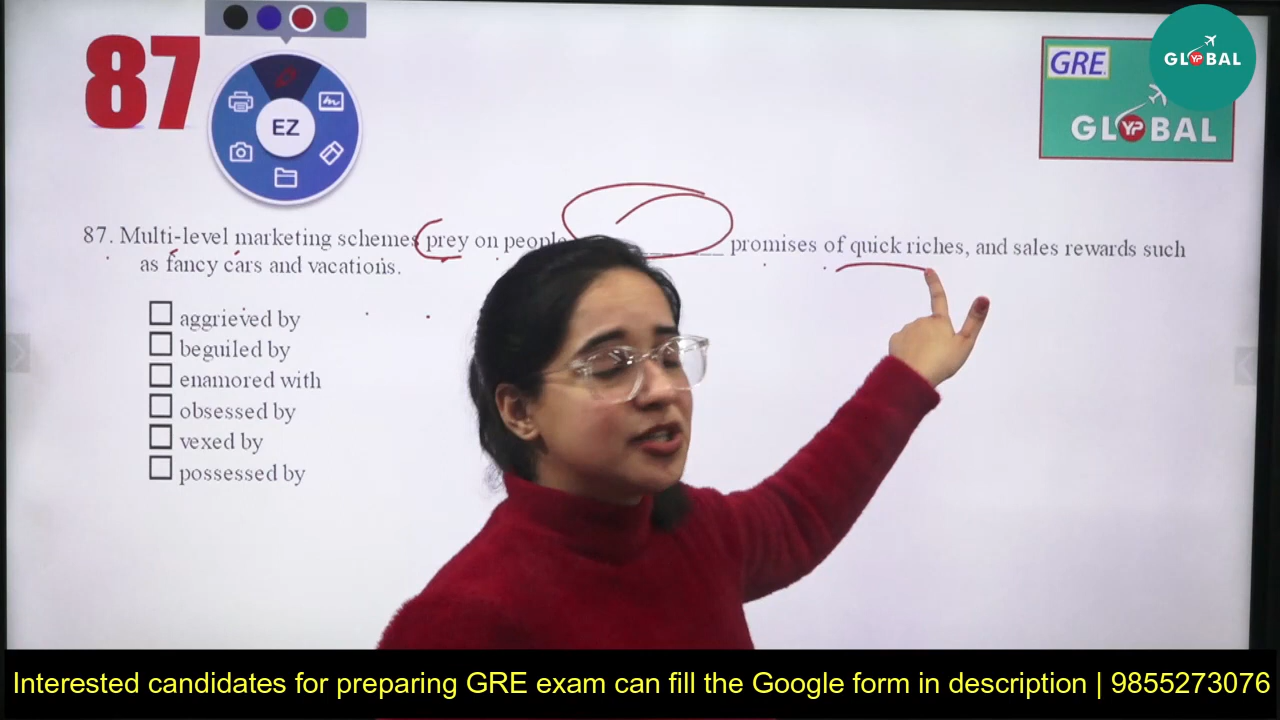 87
EZ
GRE
GLYPBAL
GLYPBAL
87. Multi-level marketing schemes prey on people promises of quick riches, and sales rewards such
as fancy cars and vacations.
aggrieved by
beguiled by
enamored with
obsessed by
vexed by
possessed by
Interested candidates for preparing GRE exam can fill the Google form in description | 9855273076